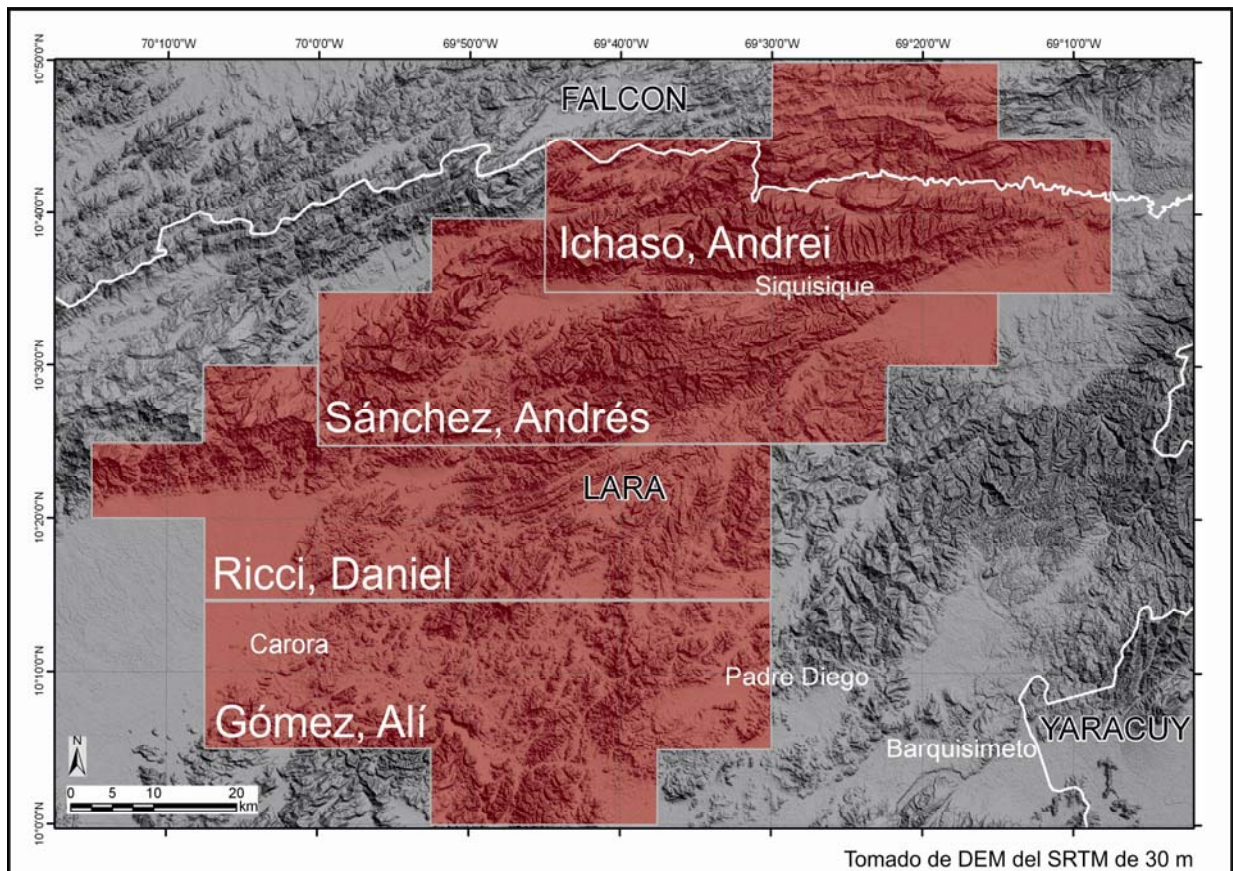 70°10'0"W 70°0'0"W 69°50'0"W 69°40'0"W 69°30'0"W 69°20'0"W 69°10'0"W
10°50'0"N
FALCON
10°40'0"N
Ichaso, Andrei
Siquisique
10°30'0"N
Sánchez, Andrés
LARA
10°20'0"N
Ricci, Daniel
Carora
10°10'0"N
Padre Diego
Gómez, Alí
YARACUY
Barquisimeto
N
0 5 10 20
km
10°0'0"N
Tomado de DEM del SRTM de 30 m